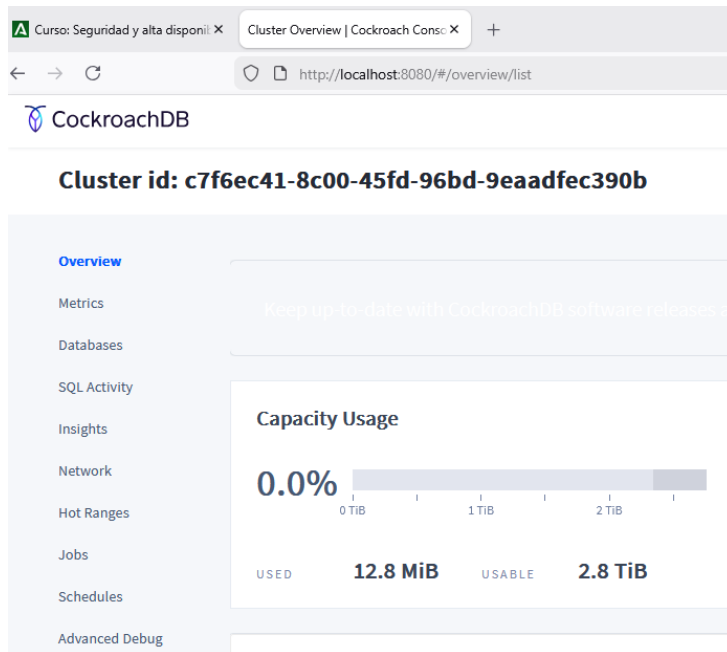 Curso: Seguridad y alta disponil
Cluster Overview | Cockroach Conso
http://localhost:8080/#/overview/list
CockroachDB
Cluster id: c7f6ec41-8c00-45fd-96bd-9eaadfec390b
Overview
Metrics
Databases
SQL Activity
Insights
Network
Hot Ranges
Jobs
Schedules
Advanced Debug
Keep up-to-date with CockroachDB software releases a
Capacity Usage
0.0%
0 TiB 1 TiB 2 TiB
USED 12.8 MiB USABLE 2.8 TiB